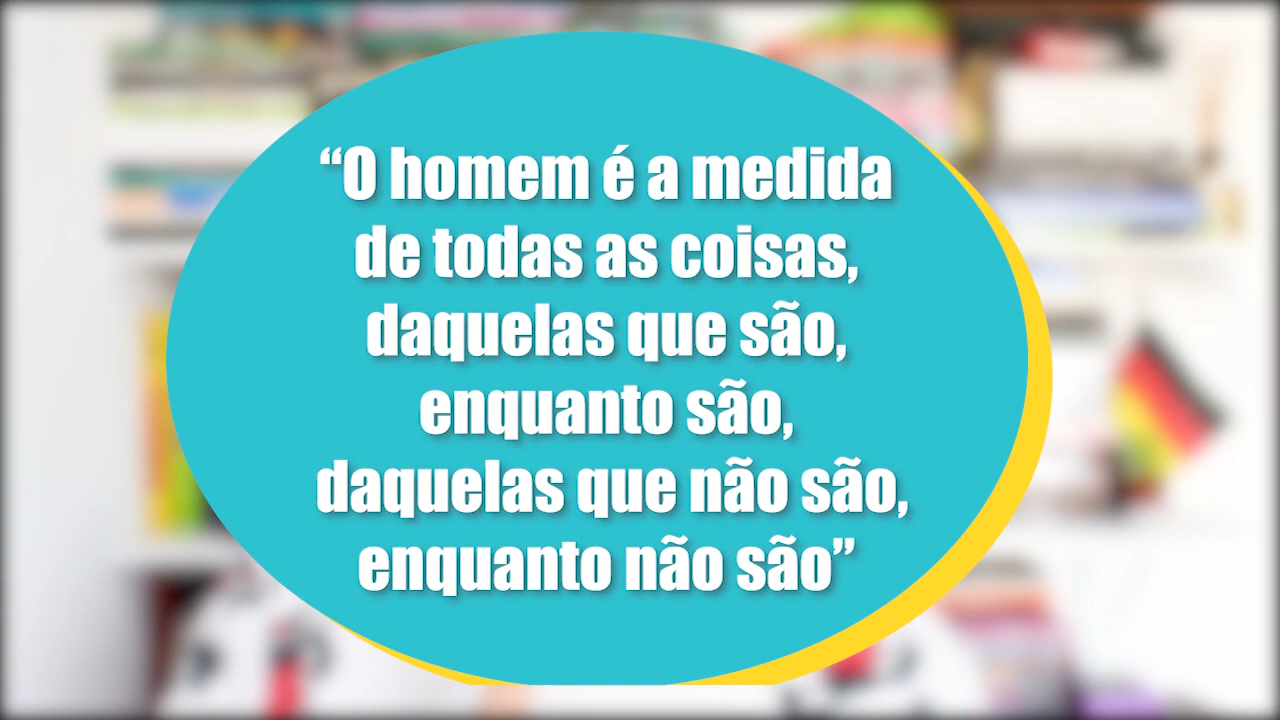 “O homem é a medida
de todas as coisas,
daquelas que são,
enquanto são,
daquelas que não são,
enquanto não são”